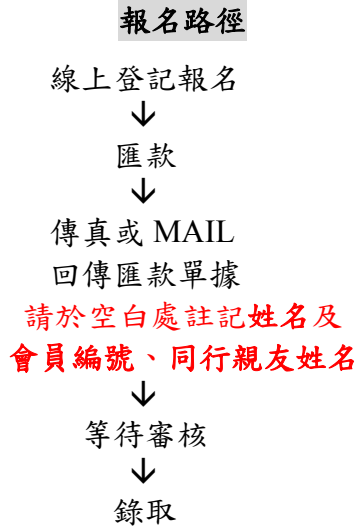 報名路徑
線上登記報名
↓
匯款
↓
傳真或 MAIL
回傳匯款單據
請於空白處註記姓名及
會員編號、同行親友姓名
↓
等待審核
↓
錄取